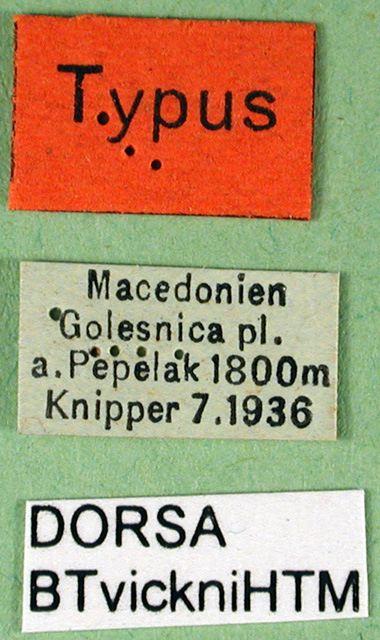 Typus
Macedonien
Golesnica pl.
a. Pepelak 1800m
Knipper 7.1936
DORSA
BTvickniHTM